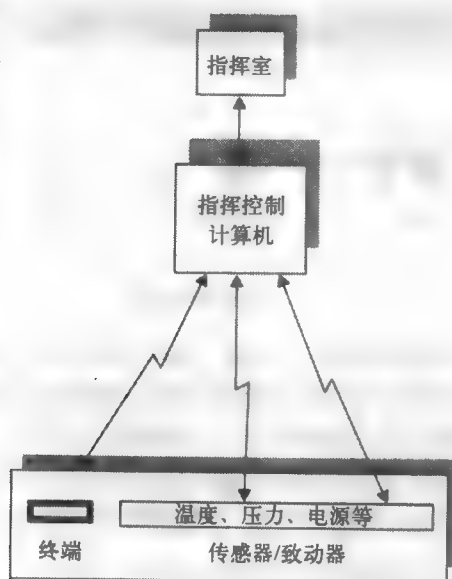 指挥室
指挥控制
计算机
温度、压力、电源等
终端
传感器/致动器